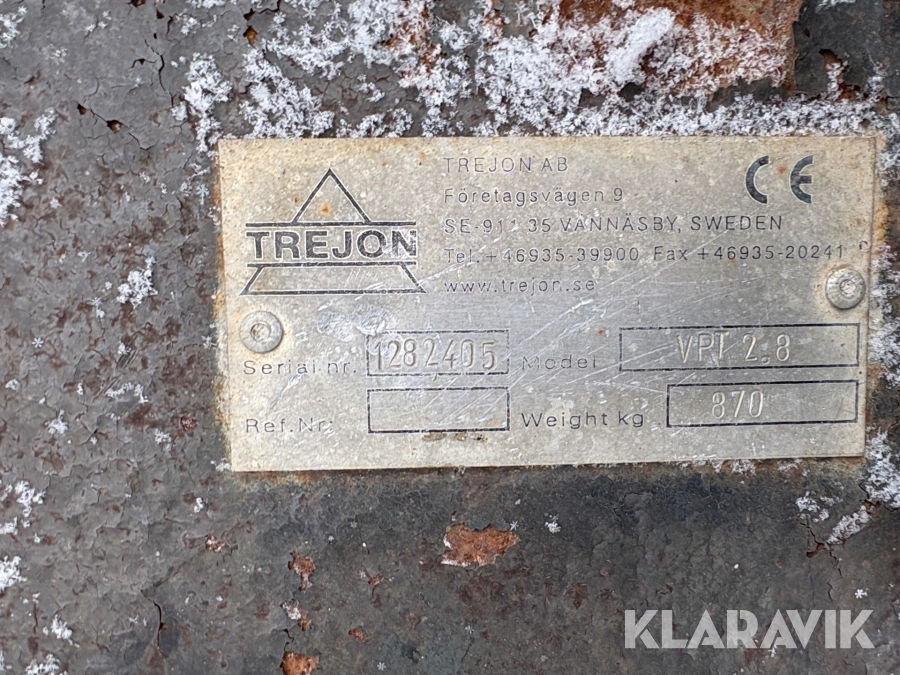 TREJON
TREJON AB
Företagsvägen 9
SE-911 35 VÄNNÄSBY, SWEDEN
Tel.+46935-39900 Fax +46935-20241
www.trejon.se
CE
Serial nr. 1282405 Model VPT 2,8
Ref.Nr: Weight kg 870
KLARAVIK